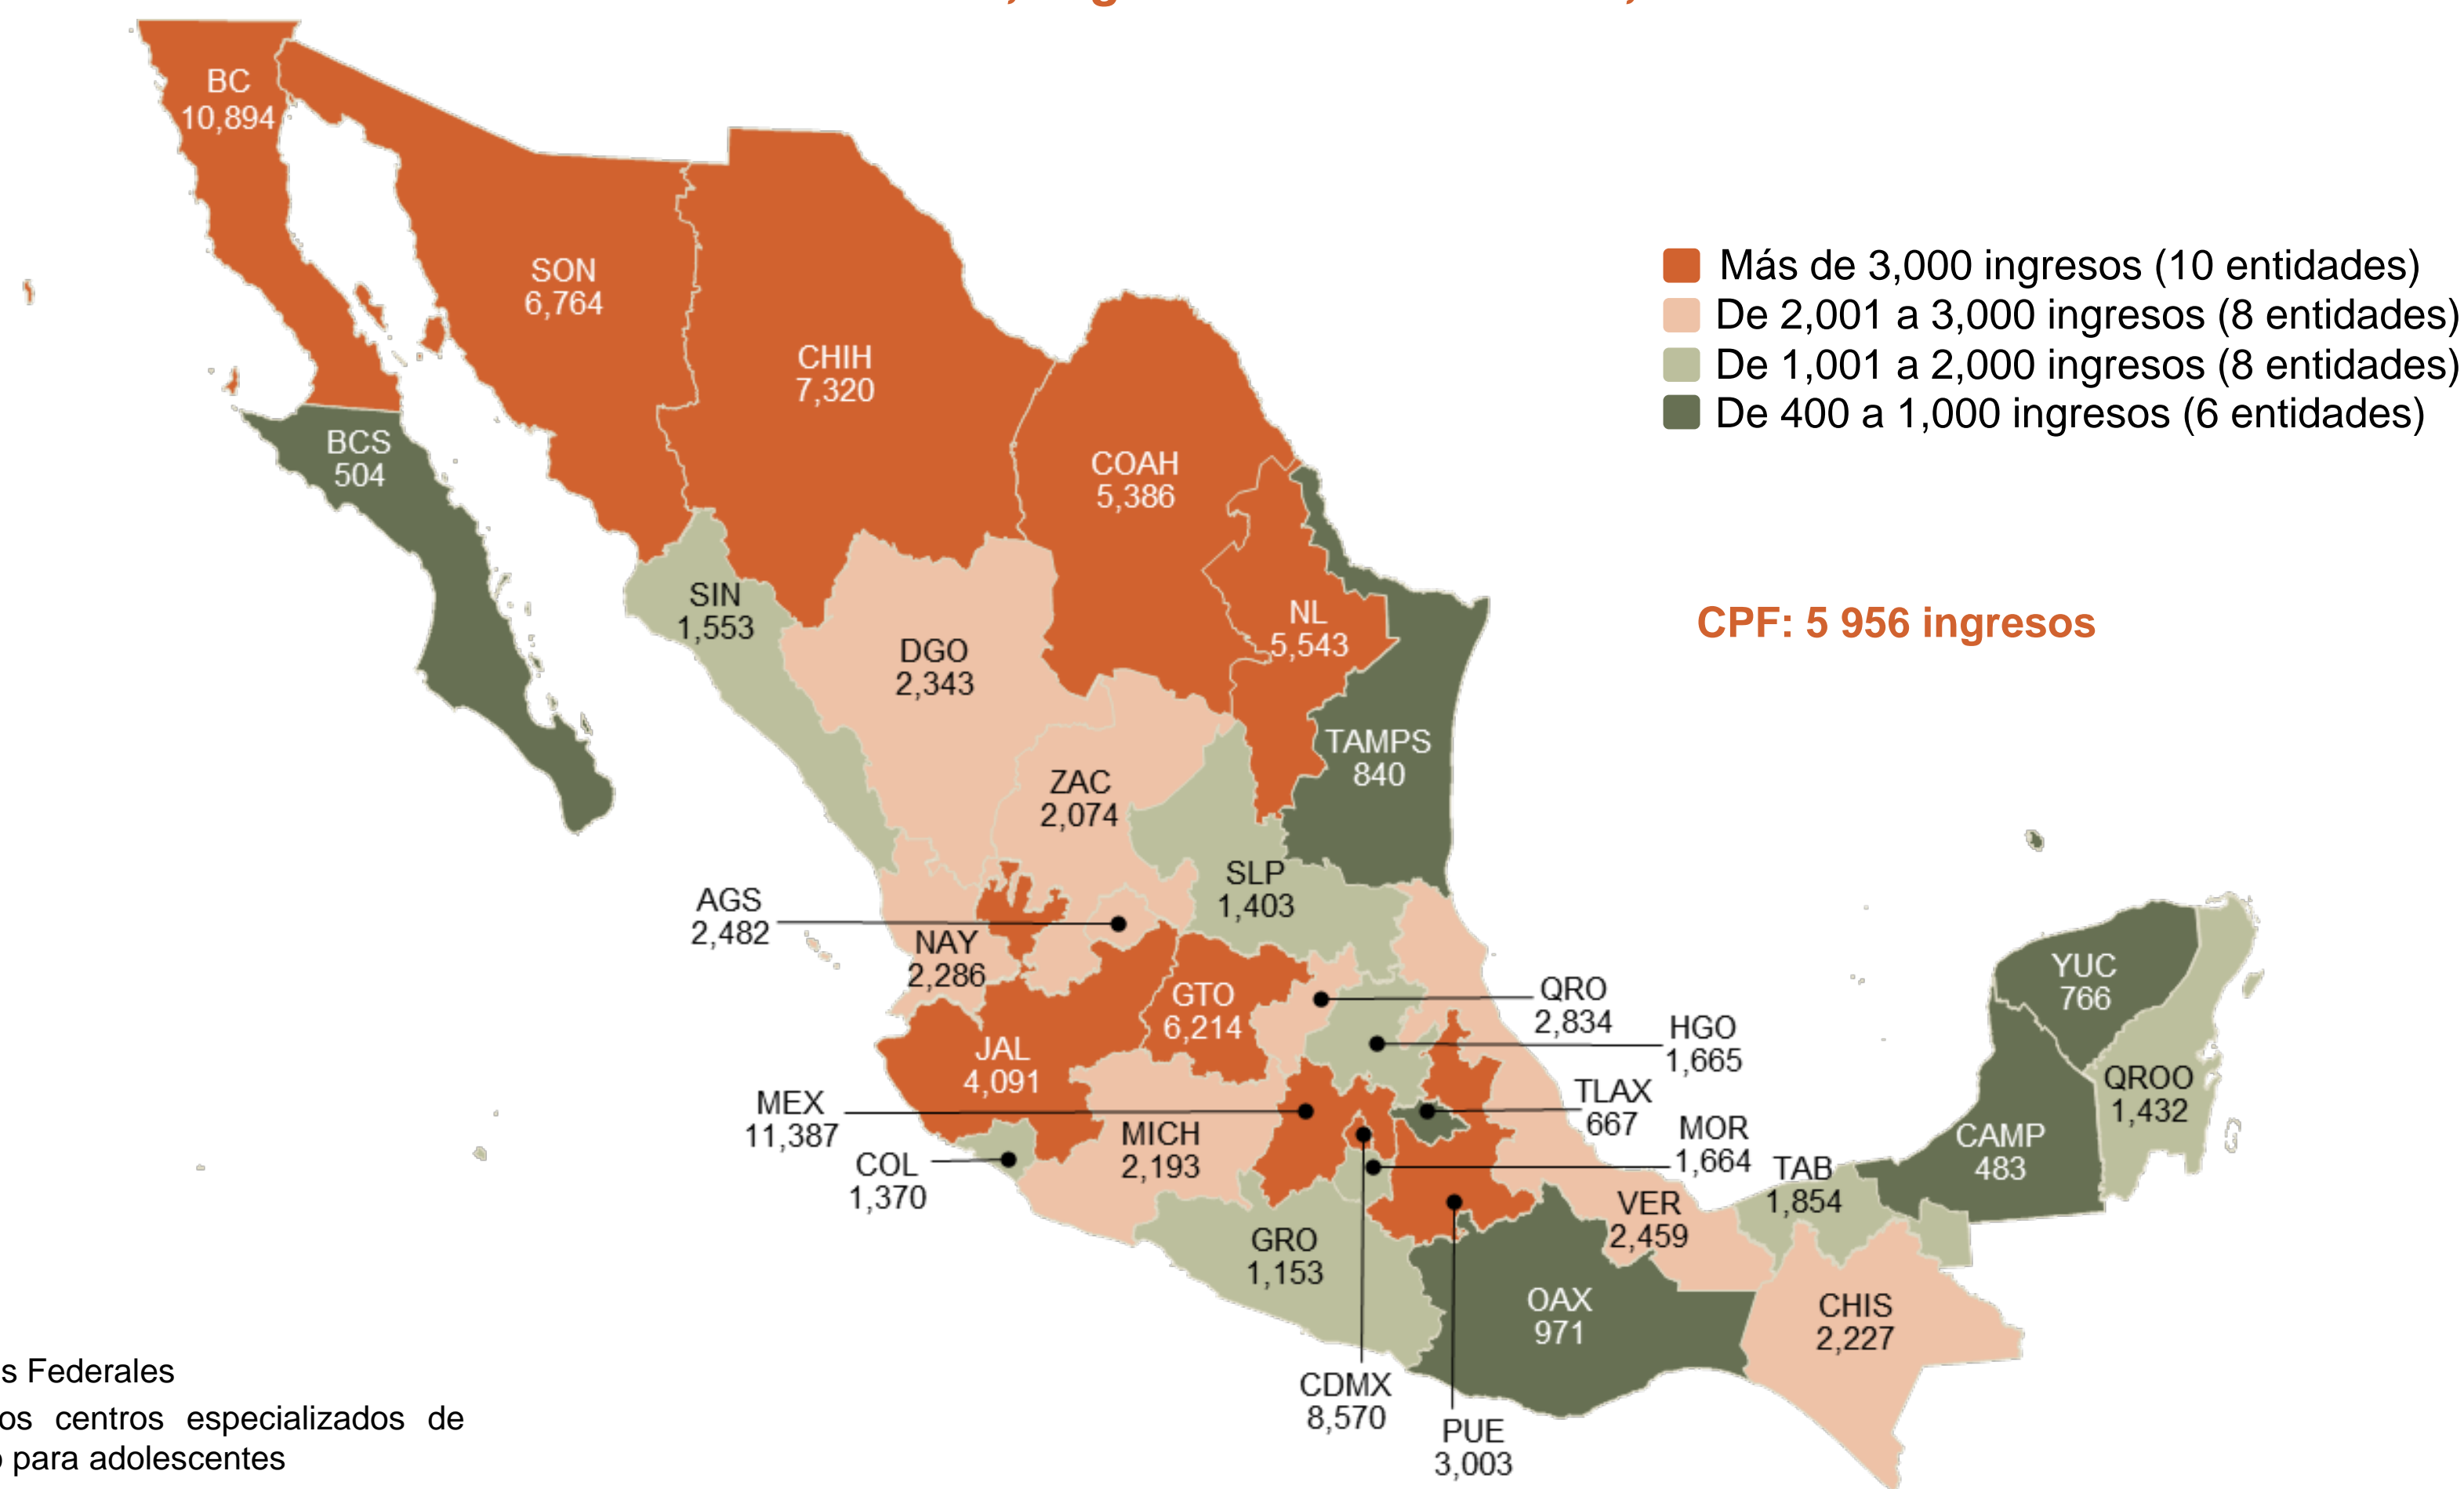 BC
10,894
SON
6,764
CHIH
7,320
Más de 3,000 ingresos (10 entidades)
De 2,001 a 3,000 ingresos (8 entidades)
De 1,001 a 2,000 ingresos (8 entidades)
De 400 a 1,000 ingresos (6 entidades)
BCS
504
COAH
5,386
SIN
1,553
NL
5,543
CPF: 5 956 ingresos
DGO
2,343
TAMPS
840
ZAC
2,074
SLP
1,403
AGS
2,482
NAY
2,286
YUC
766
GTO
6,214
QRO
2,834
HGO
1,665
JAL
4,091
QROO
1,432
TLAX
667
MEX
11,387
MICH
2,193
MOR
1,664
CAMP
483
COL
1,370
TAB
1,854
VER
2,459
GRO
1,153
OAX
971
CHIS
2,227
CDMX
8,570
PUE
3,003
s Federales
os centros especializados de
para adolescentes